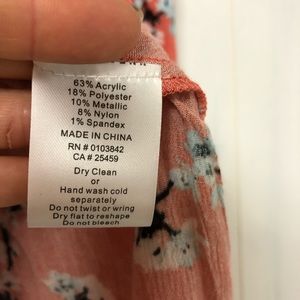 63% Acrylic
18% Polyester
10% Metallic
8% Nylon
1% Spandex
MADE IN CHINA
RN # 0103842
CA # 25459
Dry Clean
or
Hand wash cold
separately
Do not twist or wring
Dry flat to reshape
Do not bleach